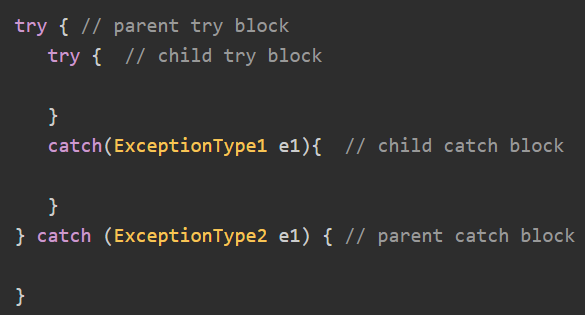 try { // parent try block
try {  // child try block
}
catch(ExceptionType1 e1){  // child catch block
}
} catch (ExceptionType2 e1) { // parent catch block
}